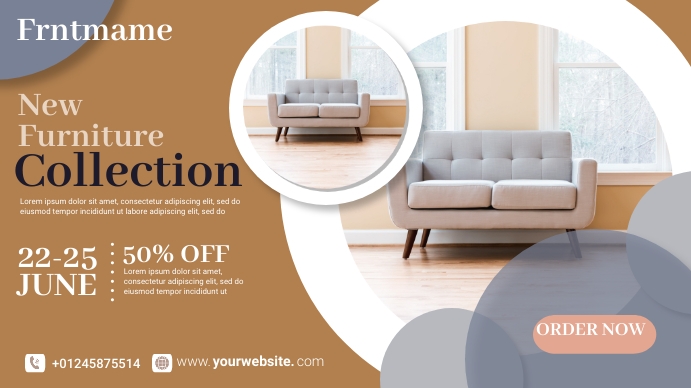 Frntmame
New
Furniture
Collection
Lorem ipsum dolor sit amet, consectetur adipiscing elit, sed do
eiusmod tempor incididunt ut labore adipiscing elit, sed do
22-25
JUNE
50% OFF
Lorem ipsum dolor sit amet,
consectetur adipiscing elit, sed do
eiusmod tempor incididunt ut
+01245875514
www. yourwebsite. com
ORDER NOW